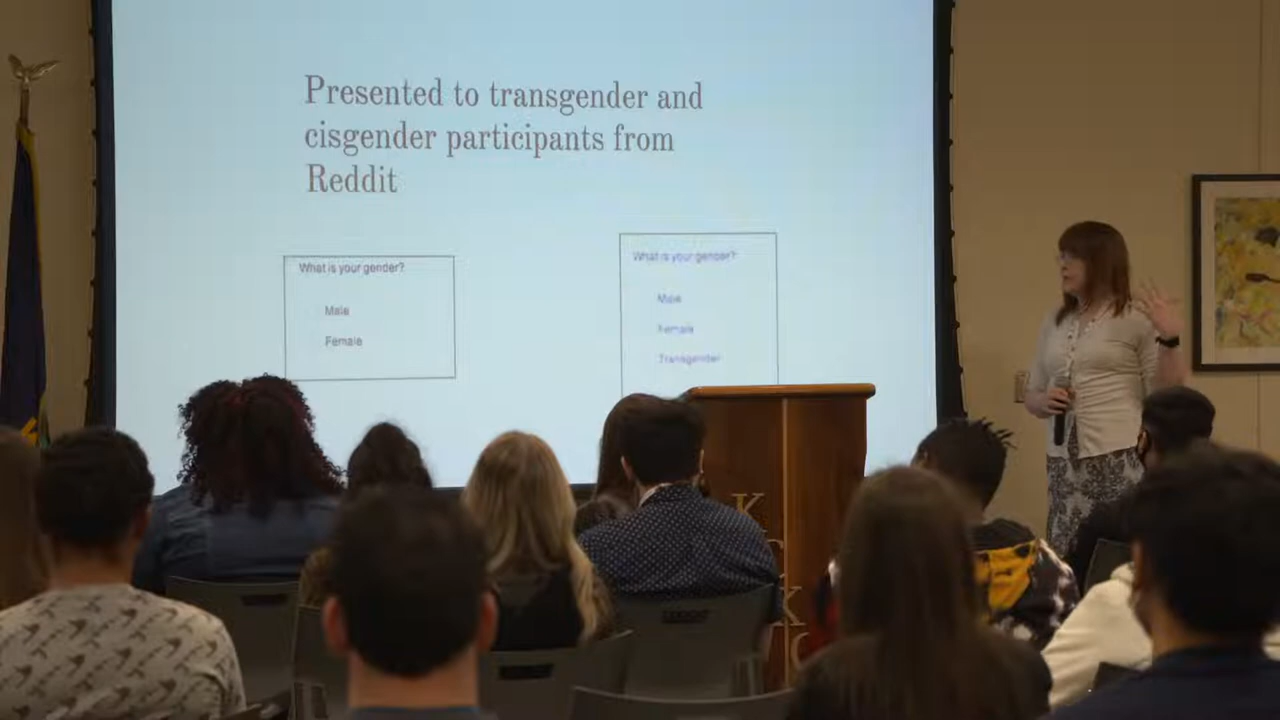 Presented to transgender and
cisgender participants from
Reddit
What is your gender?
Male
Female
What is your gender?
Male
Female
Transgender
K
K